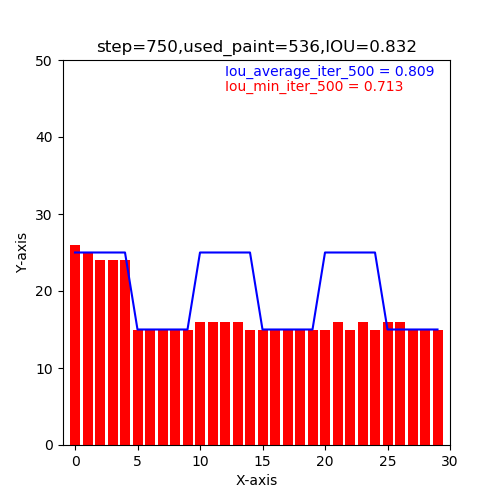 step=750,used_paint=536,IOU=0.832
Iou_average_iter_500 = 0.809
Iou_min_iter_500 = 0.713
50
40
30
20
10
0
Y-axis
0 5 10 15 20 25 30
X-axis